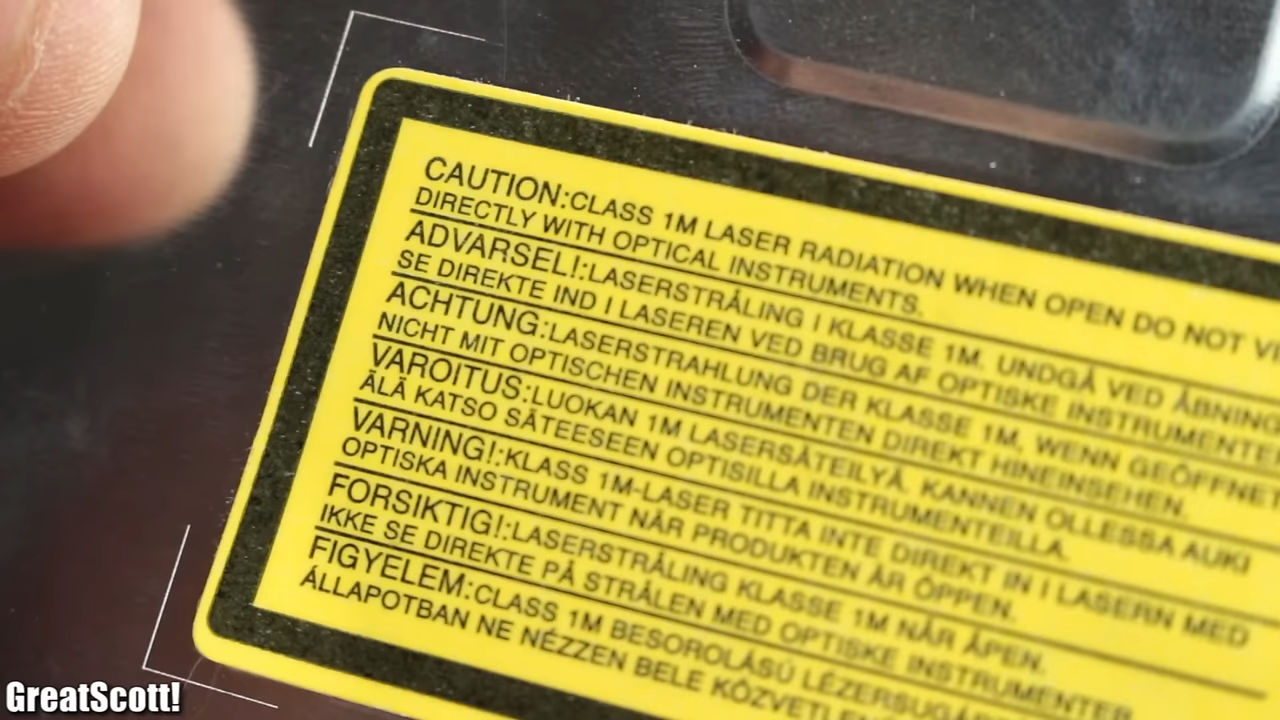 CAUTION:CLASS 1M LASER RADIATION WHEN OPEN DO NOT
DIRECTLY WITH OPTICAL INSTRUMENTS.
ADVARSEL!:LASERSTRÅLING I KLASSE 1M. UNDGÅ VED ÅBNING
SE DIREKTE IND I LASEREN VED BRUG AF OPTISKE INSTRUMENTER
ACHTUNG:LASERSTRAHLUNG DER KLASSE 1M. WENN GEÖFFNET
NICHT MIT OPTISCHEN INSTRUMENTEN DIREKT HINEINSEHEN.
VAROITUS:LUOKAN 1M LASERSÄTEILYÄ, KANNEN OLLESSA AUKI
ÄLÄ KATSO SÄTEESEEN OPTISILLA INSTRUMENTEILLA.
VARNING!:KLASS 1M-LASER TITTA INTE DIREKT IN I LASERN MED
OPTISKA INSTRUMENT NÄR PRODUKTEN ÄR ÖPPEN.
FORSIKTIG!:LASERSTRÅLING KLASSE 1M NÅR ÅPEN.
IKKE SE DIREKTE PÅ STRÅLEN MED OPTISKE INSTRUMENTER
FIGYELEM:CLASS 1M BESOROLÁSÚ
ÁLLAPOTBAN NE NÉZZEN BELE
GreatScott!